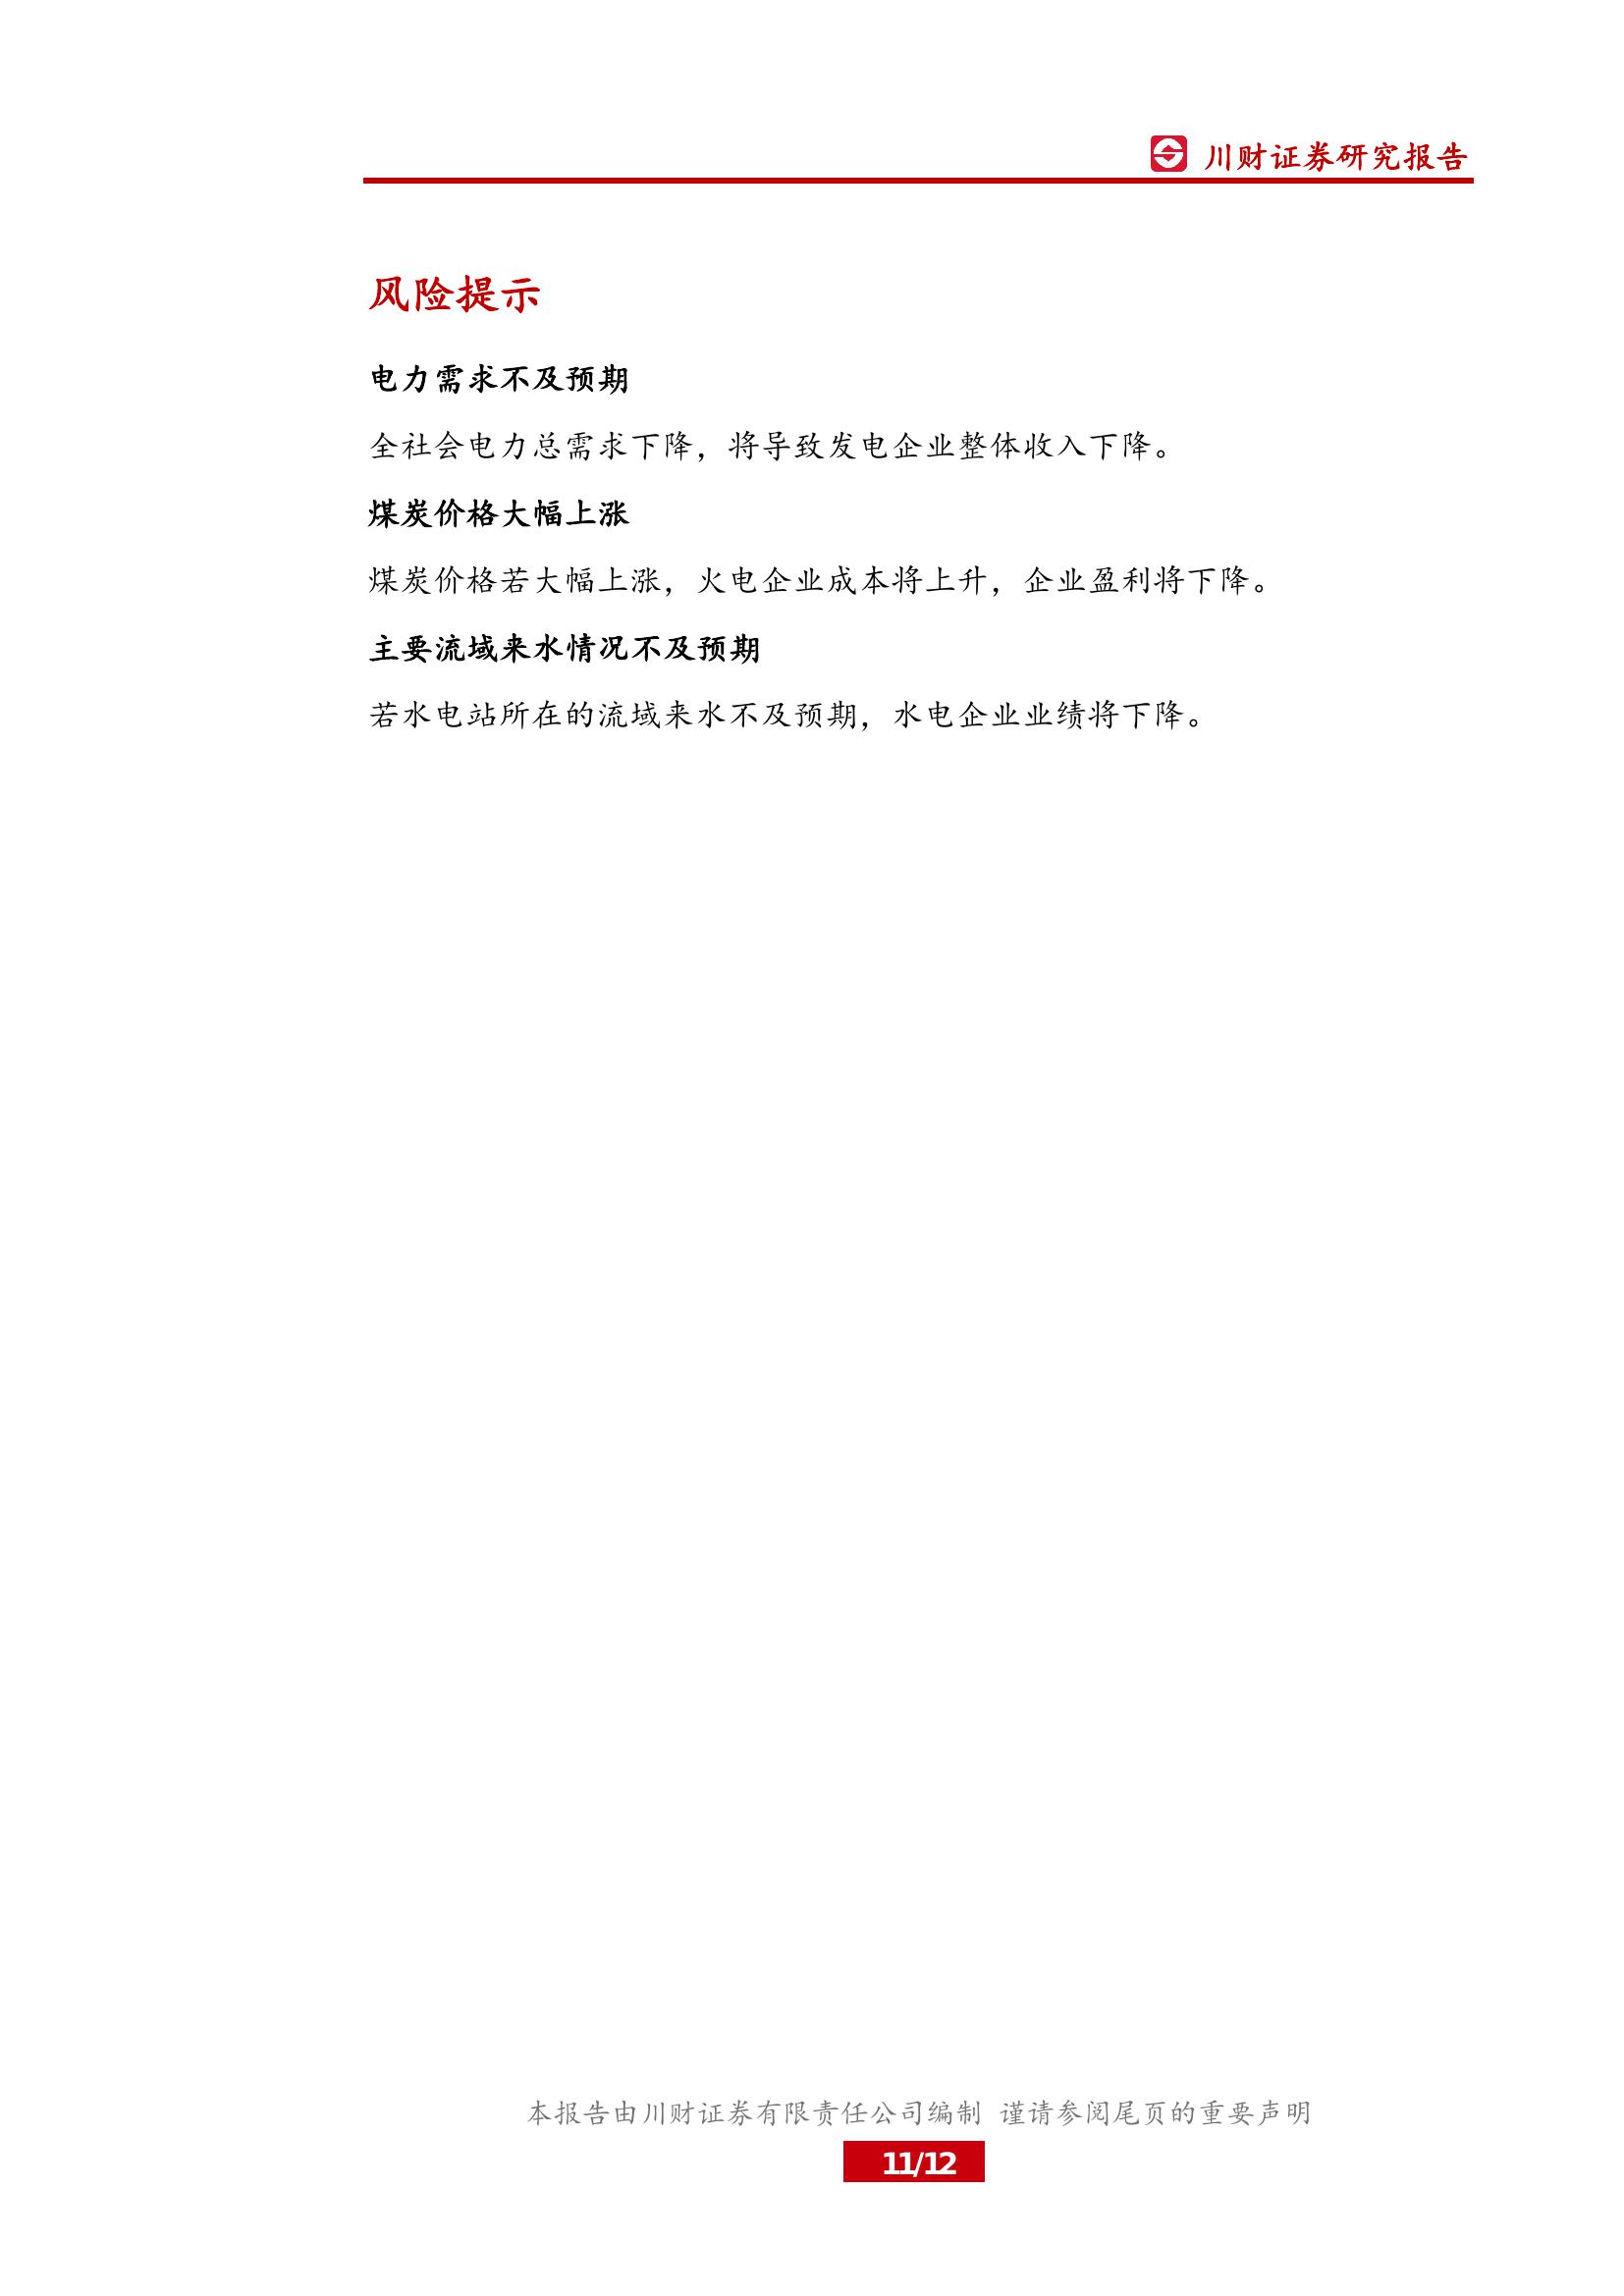 川财证券研究报告
风险提示
电力需求不及预期
全社会电力总需求下降，将导致发电企业整体收入下降。
煤炭价格大幅上涨
煤炭价格若大幅上涨，火电企业成本将上升，企业盈利将下降。
主要流域来水情况不及预期
若水电站所在的流域来水不及预期，水电企业业绩将下降。
本报告由川财证券有限责任公司编制 谨请参阅尾页的重要声明
11/12